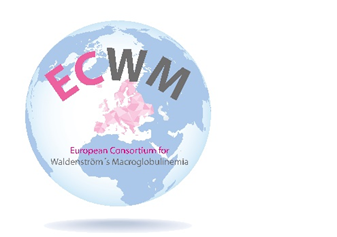 ECWM
European Consortium for
Waldenström´s Macroglobulinemia